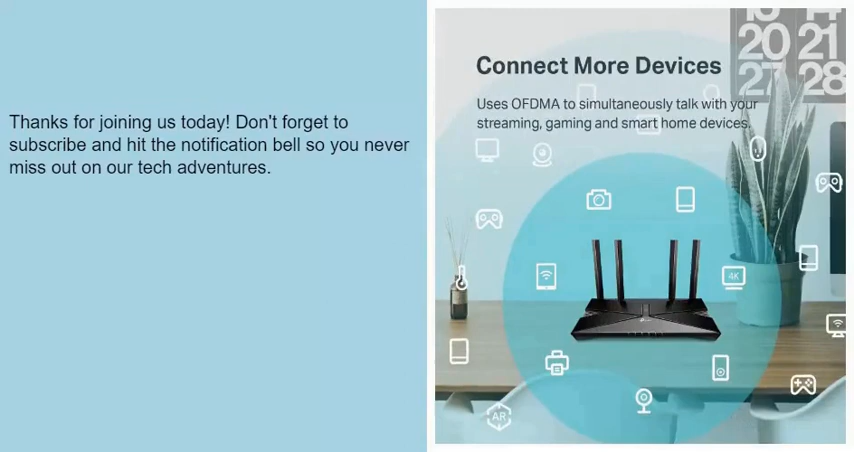 Thanks for joining us today! Don't forget to
subscribe and hit the notification bell so you never
miss out on our tech adventures.
Connect More Devices
Uses OFDMA to simultaneously talk with your
streaming, gaming and smart home devices.
20 21
27 28
4K
AR